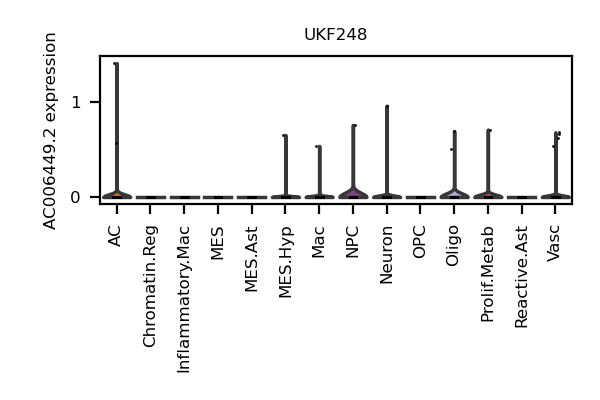 UKF248
AC006449.2 expression
1
0
AC
Chromatin.Reg
Inflammatory.Mac
MES
MES.Ast
MES.Hyp
Mac
NPC
Neuron
OPC
Oligo
Prolif.Metab
Reactive.Ast
Vasc